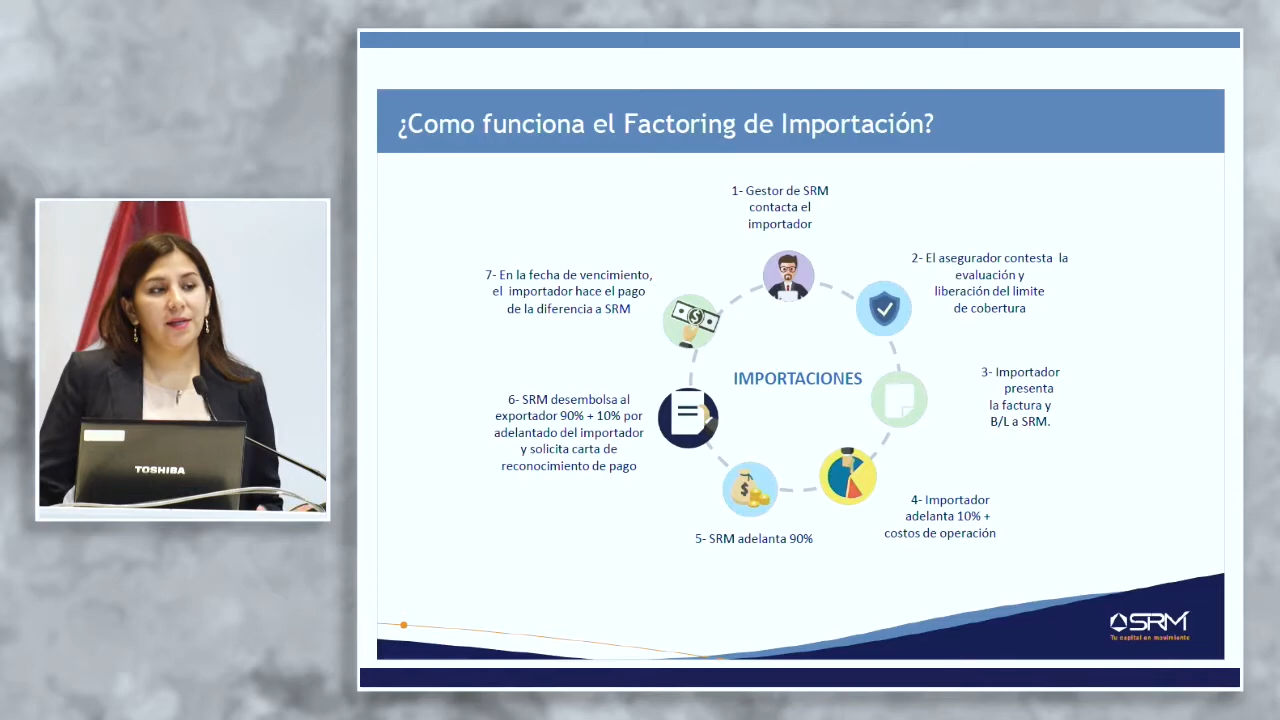 ¿Como funciona el Factoring de Importación?
1- Gestor de SRM
contacta el
importador
2- El asegurador contesta la
evaluación y
liberación del limite
de cobertura
3- Importador
presenta
la factura y
B/L a SRM.
4- Importador
adelanta 10% +
costos de operación
5- SRM adelanta 90%
6- SRM desembolsa al
exportador 90% + 10% por
adelantado del importador
y solicita carta de
reconocimiento de pago
7- En la fecha de vencimiento,
el importador hace el pago
de la diferencia a SRM
IMPORTACIONES
TOSHIBA
SRM
Tu capital en movimiento